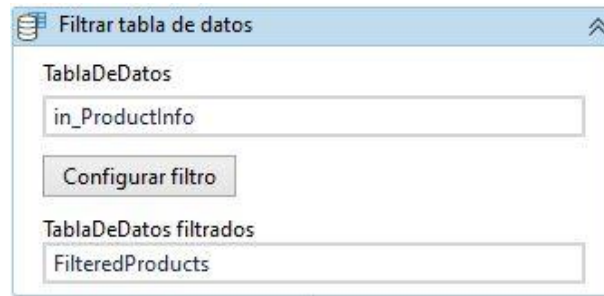 Filtrar tabla de datos
TablaDeDatos
in_ProductInfo
Configurar filtro
TablaDeDatos filtrados
FilteredProducts